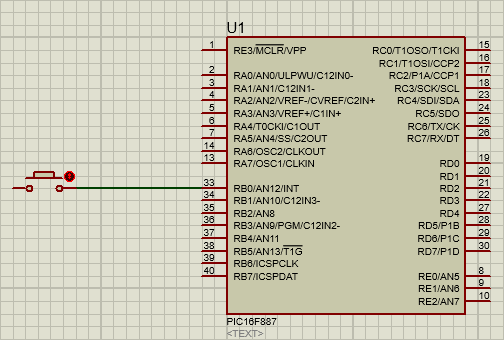 U1
1 RE3/MCLR/VPP RC0/T1OSO/T1CKI 15
RC1/T1OSI/CCP2 16
2 RA0/AN0/ULPWU/C12IN0- RC2/P1A/CCP1 17
3 RA1/AN1/C12IN1- RC3/SCK/SCL 18
4 RA2/AN2/VREF-/CVREF/C2IN+ RC4/SDI/SDA 23
5 RA3/AN3/VREF+/C1IN+ RC5/SDO 24
6 RA4/T0CKI/C1OUT RC6/TX/CK 25
7 RA5/AN4/SS/C2OUT RC7/RX/DT 26
14 RA6/OSC2/CLKOUT
13 RA7/OSC1/CLKIN RD0 19
RD1 20
33 RB0/AN12/INT RD2 21
34 RB1/AN10/C12IN3- RD3 22
35 RB2/AN8 RD4 27
36 RB3/AN9/PGM/C12IN2- RD5/P1B 28
37 RB4/AN11 RD6/P1C 29
38 RB5/AN13/T1G RD7/P1D 30
39 RB6/ICSPCLK
40 RB7/ICSPDAT RE0/AN5 8
RE1/AN6 9
RE2/AN7 10
PIC16F887
<TEXT>